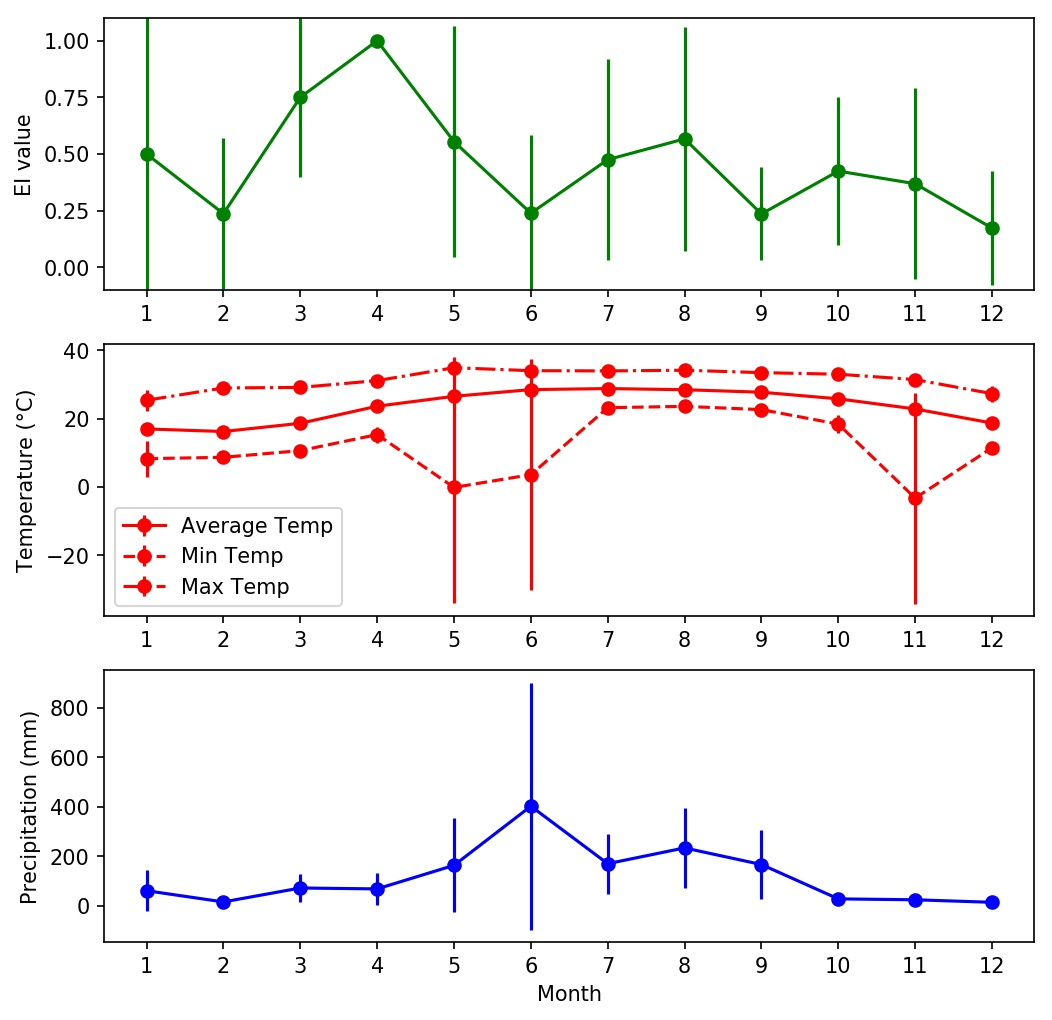 EI value
1.00
0.75
0.50
0.25
0.00
1 2 3 4 5 6 7 8 9 10 11 12
Temperature (°C)
40
20
0
−20
Average Temp
Min Temp
Max Temp
1 2 3 4 5 6 7 8 9 10 11 12
Precipitation (mm)
800
600
400
200
0
1 2 3 4 5 6 7 8 9 10 11 12
Month